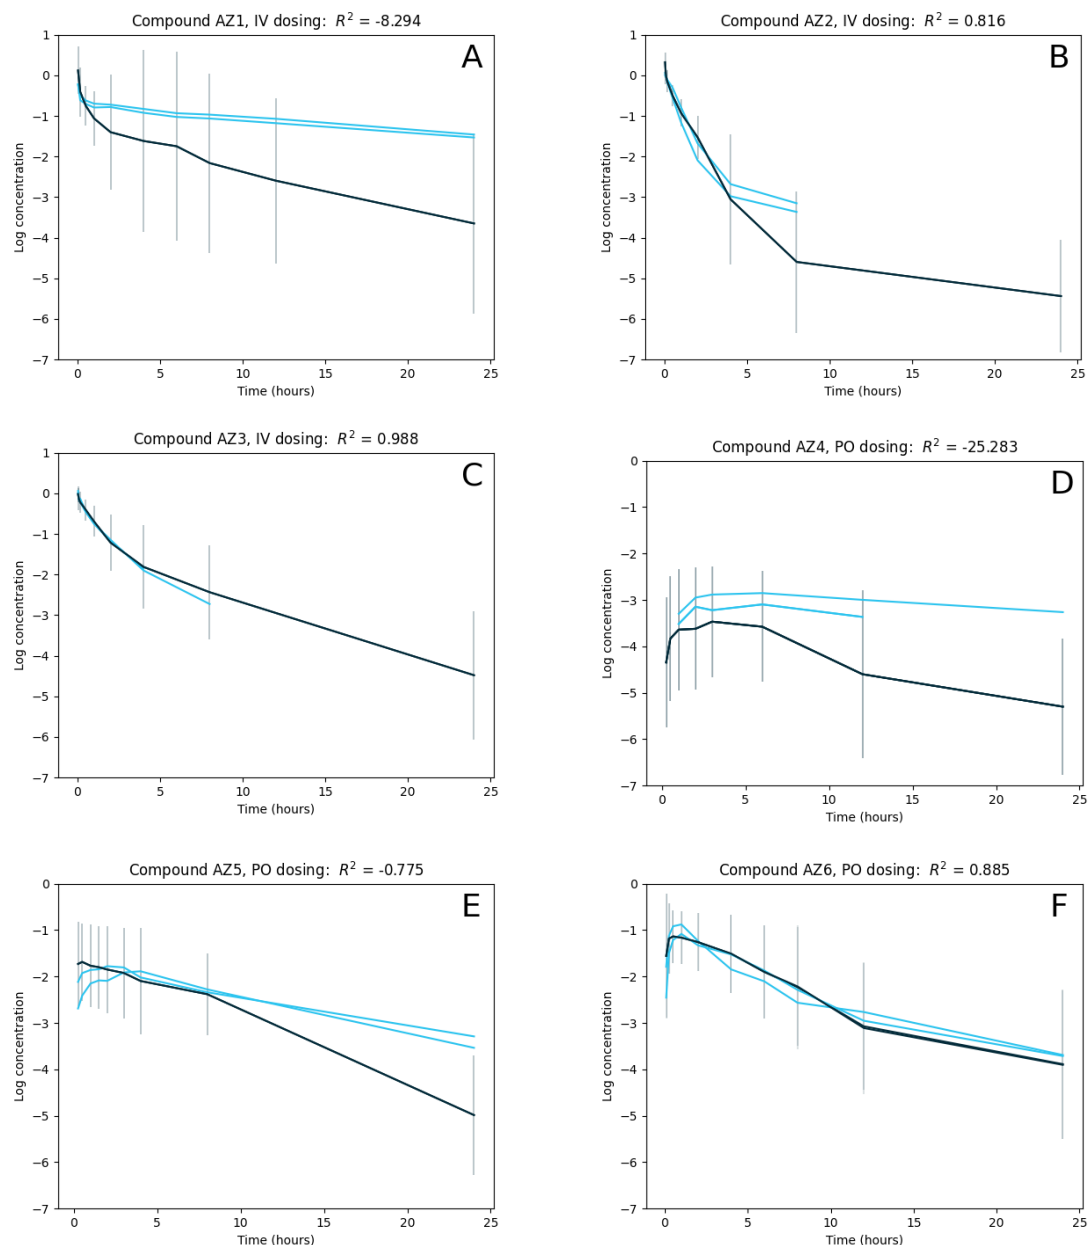 Compound AZ1, IV dosing: R² = -8.294
A
1
0
−1
−2
−3
−4
−5
−6
−7
Log concentration
0 5 10 15 20 25
Time (hours)
Compound AZ2, IV dosing: R² = 0.816
B
1
0
−1
−2
−3
−4
−5
−6
−7
Log concentration
0 5 10 15 20 25
Time (hours)
Compound AZ3, IV dosing: R² = 0.988
C
1
0
−1
−2
−3
−4
−5
−6
−7
Log concentration
0 5 10 15 20 25
Time (hours)
Compound AZ4, PO dosing: R² = -25.283
D
0
−1
−2
−3
−4
−5
−6
−7
Log concentration
0 5 10 15 20 25
Time (hours)
Compound AZ5, PO dosing: R² = -0.775
E
0
−1
−2
−3
−4
−5
−6
−7
Log concentration
0 5 10 15 20 25
Time (hours)
Compound AZ6, PO dosing: R² = 0.885
F
0
−1
−2
−3
−4
−5
−6
−7
Log concentration
0 5 10 15 20 25
Time (hours)